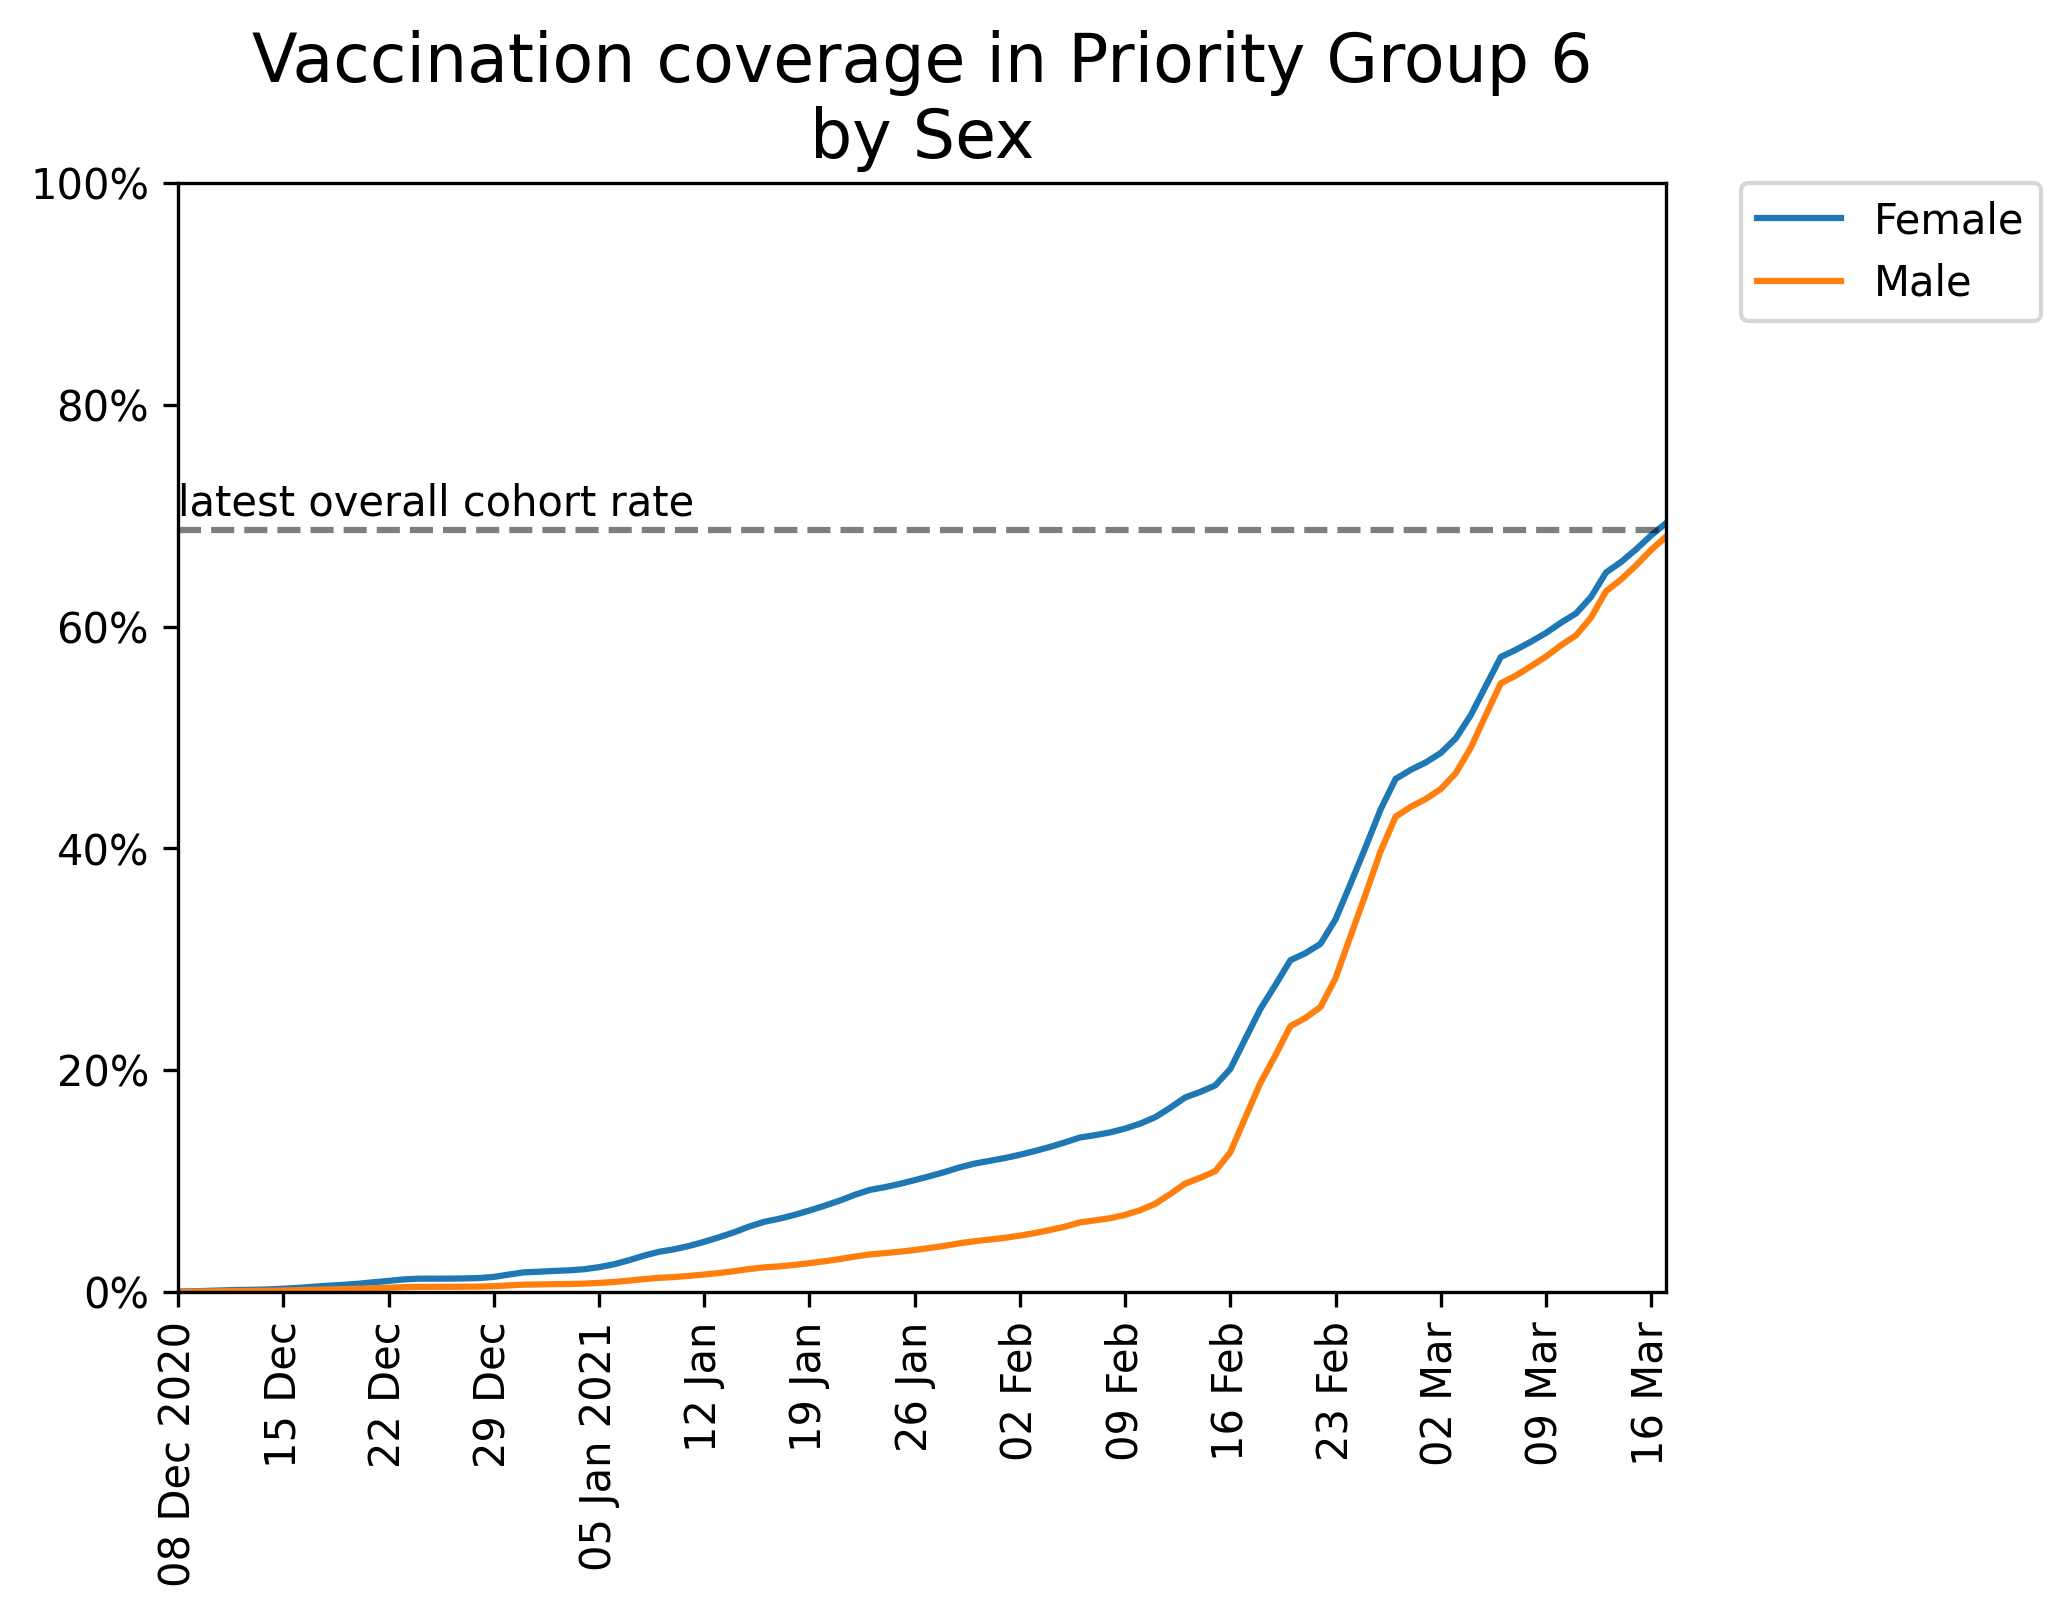 Vaccination coverage in Priority Group 6
by Sex
100%
80%
60%
40%
20%
0%
latest overall cohort rate
Female
Male
08 Dec 2020
15 Dec
22 Dec
29 Dec
05 Jan 2021
12 Jan
19 Jan
26 Jan
02 Feb
09 Feb
16 Feb
23 Feb
02 Mar
09 Mar
16 Mar